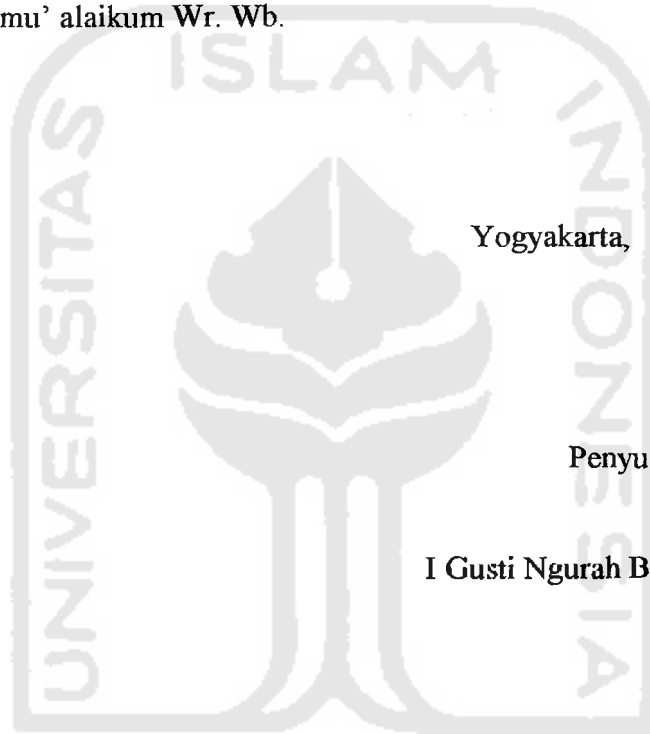 mu’ alaikum Wr. Wb.
ISLAM
UNIVERSITAS
INDONESIA
Yogyakarta,
Penyu
I Gusti Ngurah B